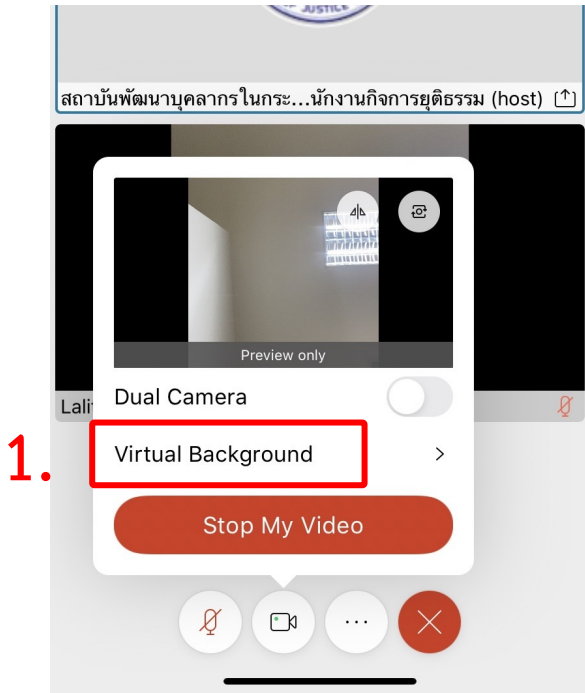 JUSTICE
สถาบันพัฒนาบุคลากรในกระ...นักงานกิจการยุติธรรม (host)
Preview only
Dual Camera
Lali
1.
Virtual Background
Stop My Video